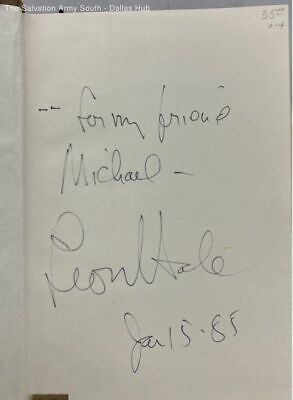 The Salvation Army South - Dallas Hub
35-
-- for my friend
Michael -
Leon Hale
Jan 15-85